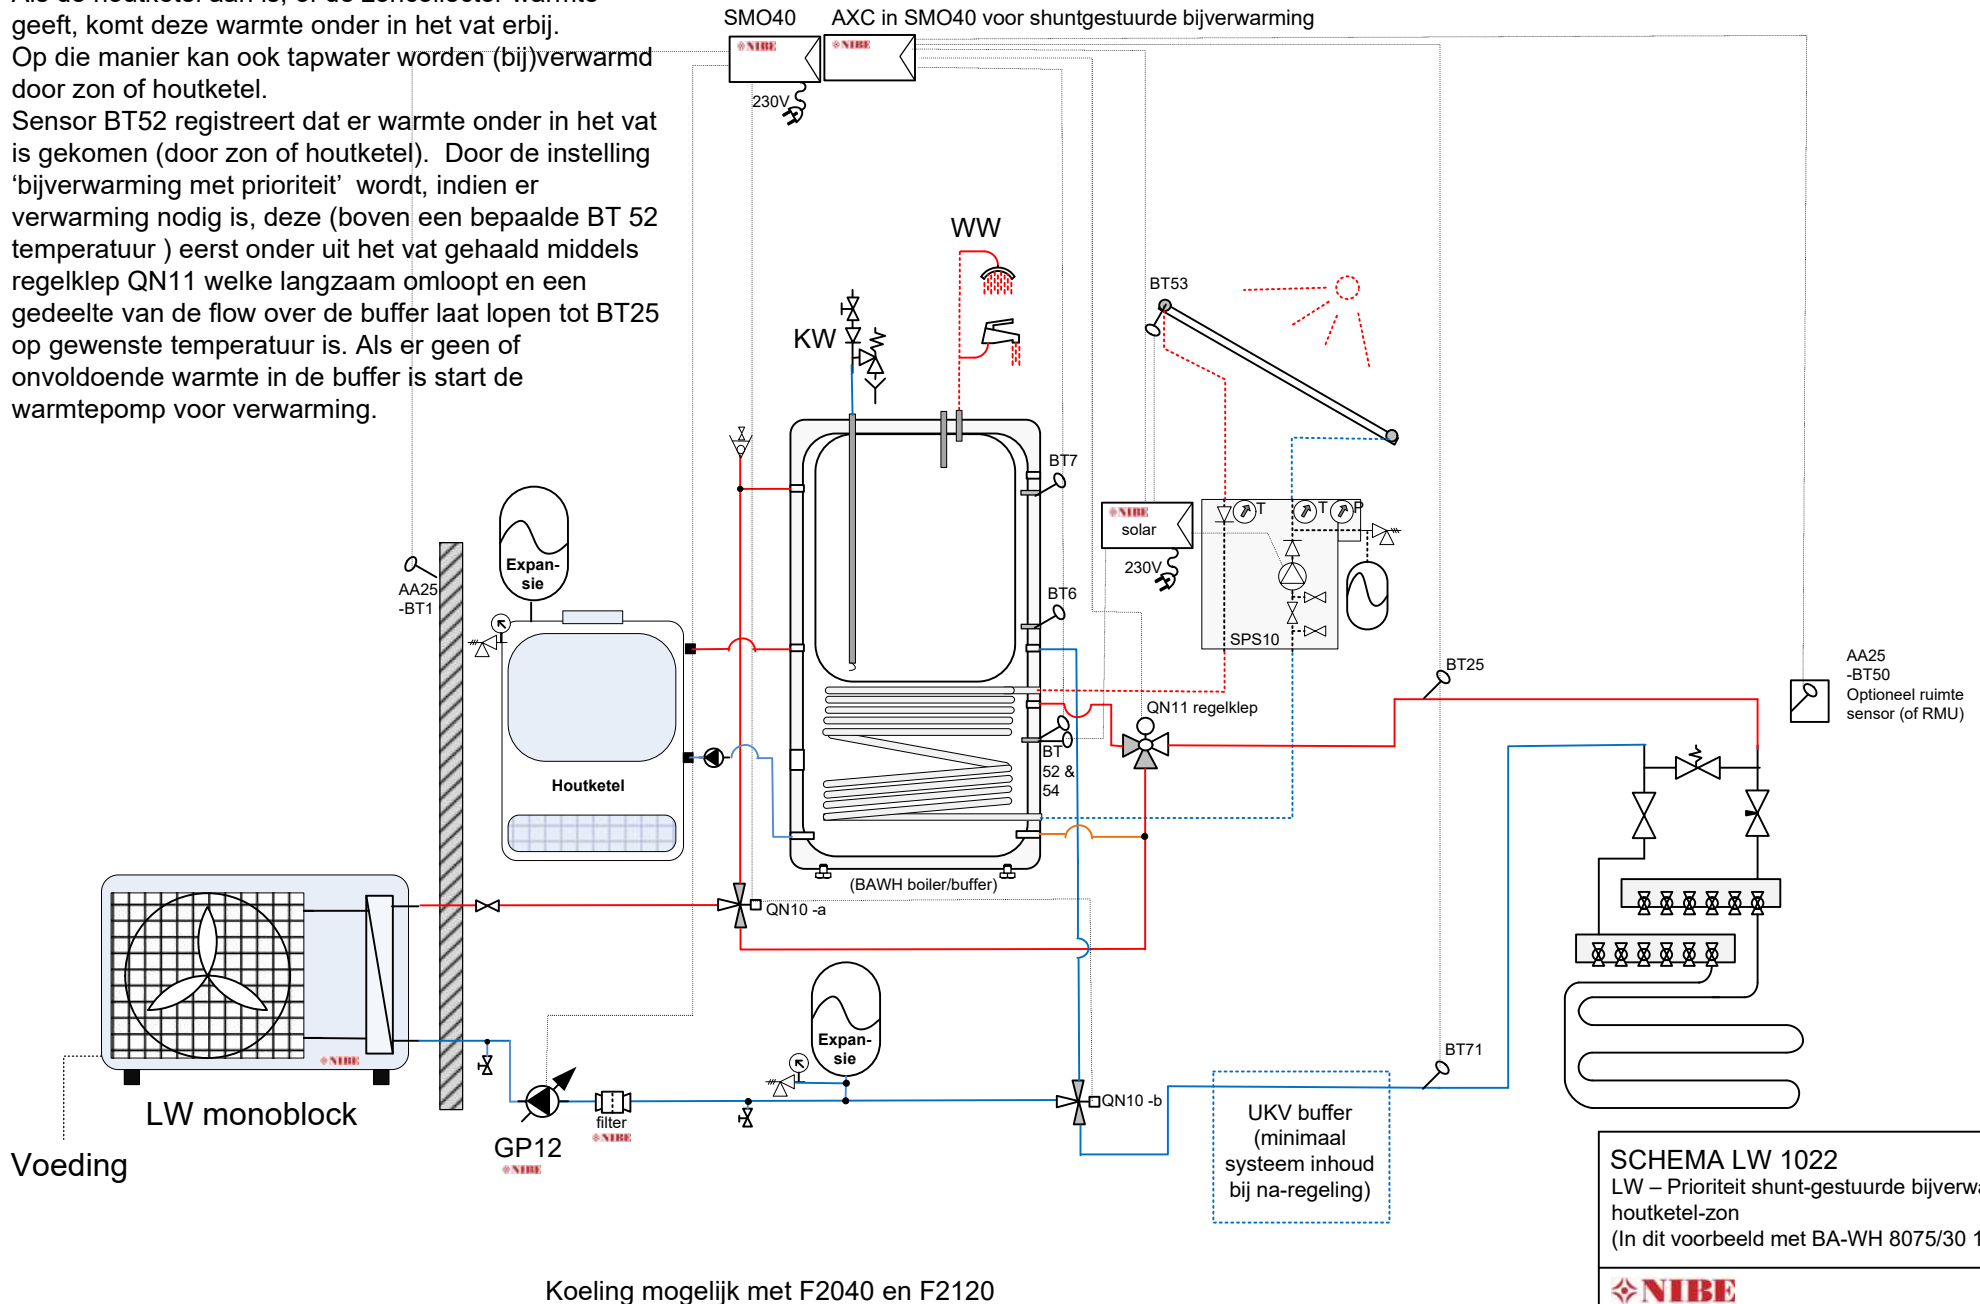 geeft, komt deze warmte onder in het vat erbij.
Op die manier kan ook tapwater worden (bij)verwarmd
door zon of houtketel.
Sensor BT52 registreert dat er warmte onder in het vat
is gekomen (door zon of houtketel).  Door de instelling
‘bijverwarming met prioriteit’  wordt, indien er
verwarming nodig is, deze (boven een bepaalde BT 52
temperatuur ) eerst onder uit het vat gehaald middels
regelklep QN11 welke langzaam omloopt en een
gedeelte van de flow over de buffer laat lopen tot BT25
op gewenste temperatuur is. Als er geen of
onvoldoende warmte in de buffer is start de
warmtepomp voor verwarming.
SMO40
AXC in SMO40 voor shuntgestuurde bijverwarming
NIBE
NIBE
230V
WW
KW
BT53
BT7
NIBE
solar
230V
T
T
P
SPS10
BT6
Expan-
sie
AA25
-BT1
Houtketel
BT
52 &
54
QN11 regelklep
BT25
AA25
-BT50
Optioneel ruimte
sensor (of RMU)
(BAWH boiler/buffer)
QN10 -a
NIBE
LW monoblock
Voeding
GP12
NIBE
filter
NIBE
Expan-
sie
QN10 -b
BT71
UKV buffer
(minimaal
systeem inhoud
bij na-regeling)
SCHEMA LW 1022
LW – Prioriteit shunt-gestuurde bijverwa
houtketel-zon
(In dit voorbeeld met BA-WH 8075/30 1
NIBE
Koeling mogelijk met F2040 en F2120